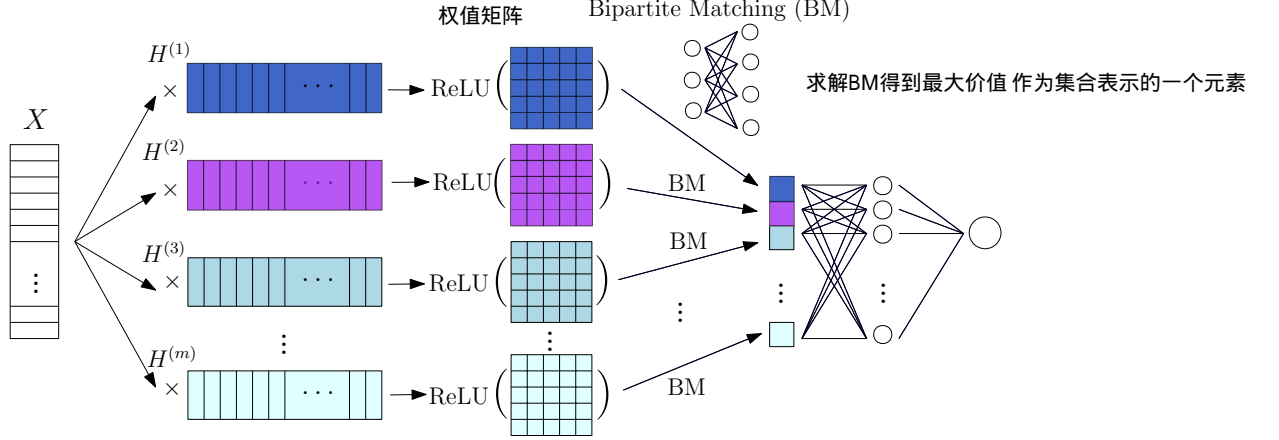 权值矩阵
Bipartite Matching (BM)
求解BM得到最大价值 作为集合表示的一个元素
X
H^{(1)}
×
···
ReLU ( )
H^{(2)}
×
···
ReLU ( )
BM
H^{(3)}
×
···
ReLU ( )
BM
⋮
⋮
⋮
⋮
⋮
⋮
H^{(m)}
×
···
ReLU ( )
BM